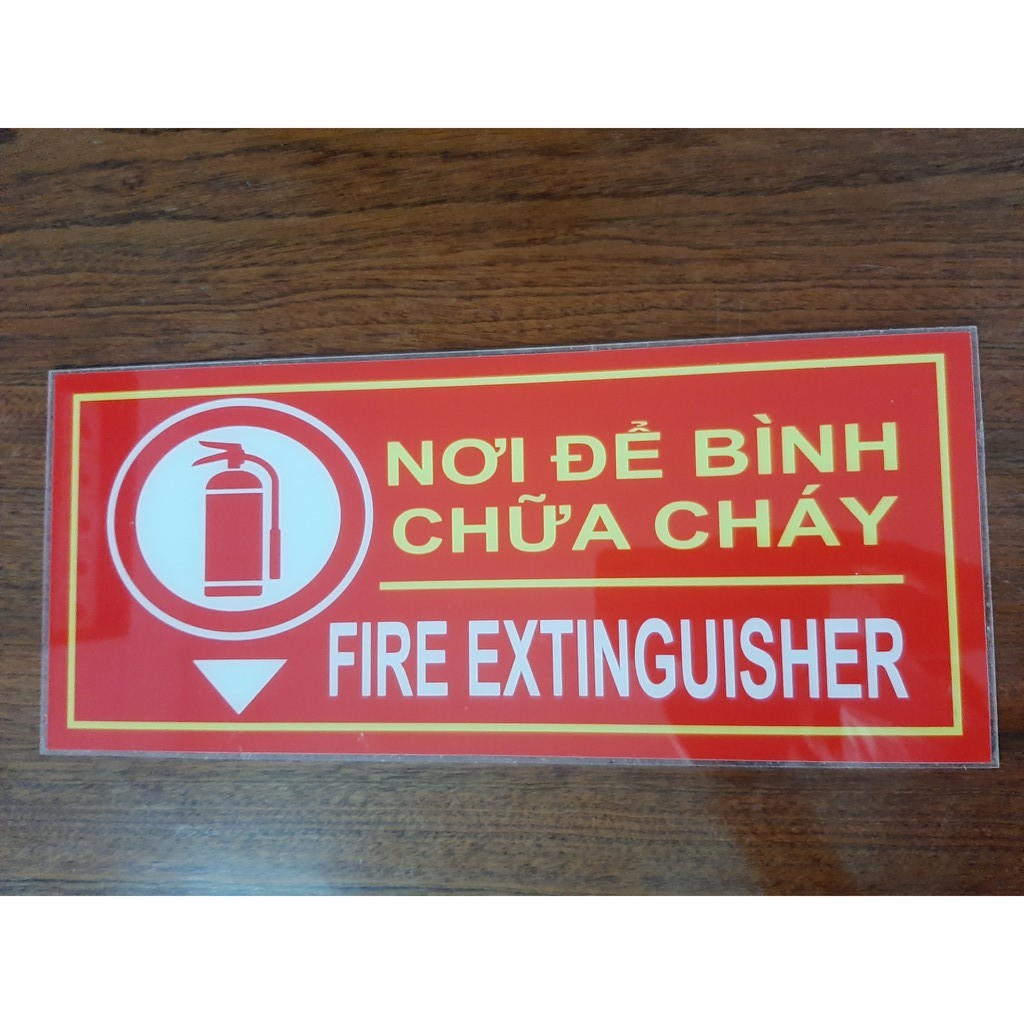 NƠI ĐỂ BÌNH
CHỮA CHÁY
FIRE EXTINGUISHER